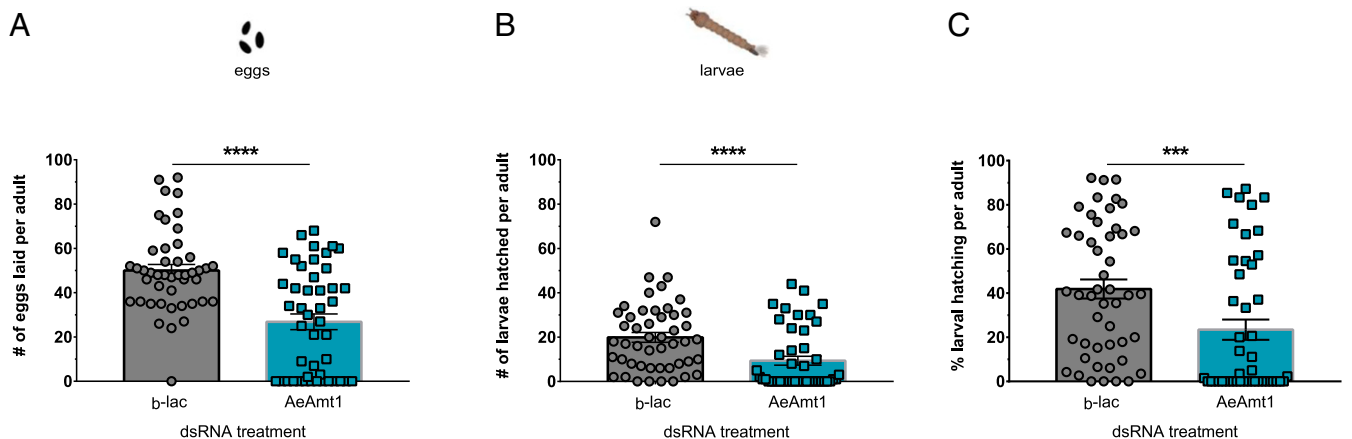 A
eggs
****
# of eggs laid per adult
100
80
60
40
20
0
b-lac
AeAmt1
dsRNA treatment
B
larvae
****
# of larvae hatched per adult
100
80
60
40
20
0
b-lac
AeAmt1
dsRNA treatment
C
***
% larval hatching per adult
100
80
60
40
20
0
b-lac
AeAmt1
dsRNA treatment